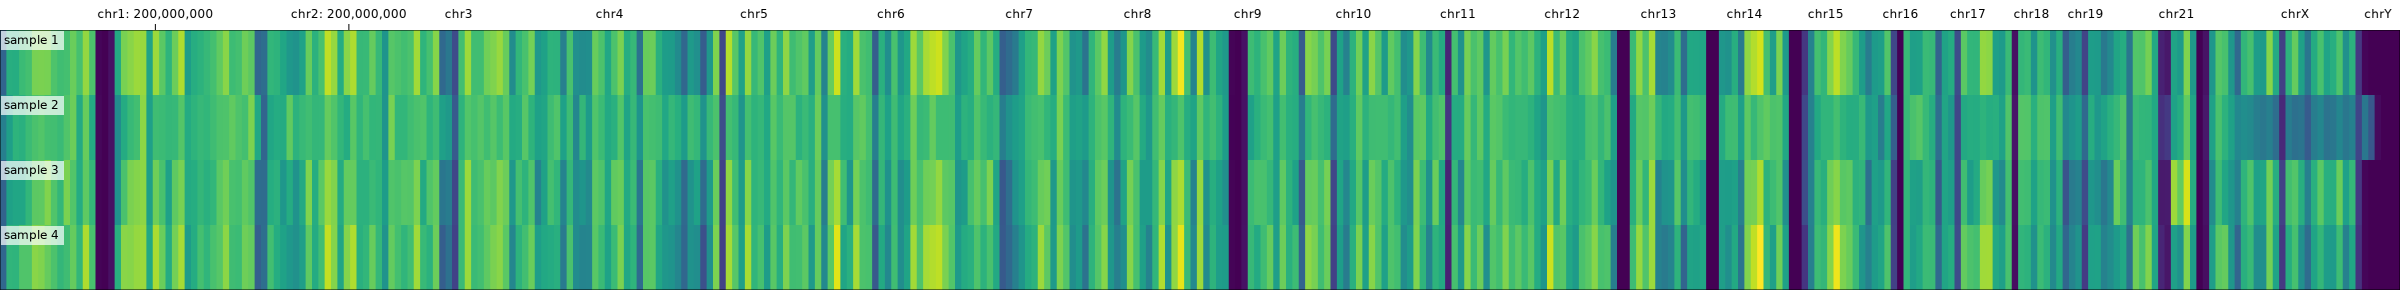 chr1: 200,000,000 chr2: 200,000,000 chr3 chr4 chr5 chr6 chr7 chr8 chr9 chr10 chr11 chr12 chr13 chr14 chr15 chr16 chr17 chr18 chr19 chr21 chrX chrY
sample 1
sample 2
sample 3
sample 4